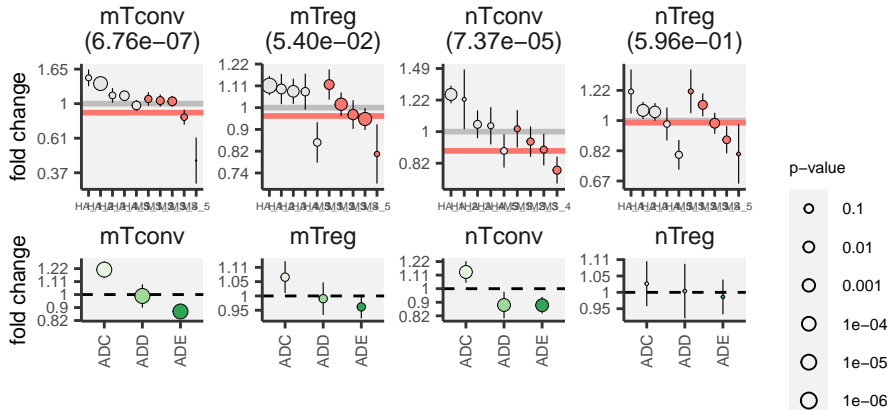 mTconv
(6.76e−07)
mTreg
(5.40e−02)
nTconv
(7.37e−05)
nTreg
(5.96e−01)
fold change
1.65
1
0.61
0.37
1.22
1.11
1
0.9
0.82
0.74
1.49
1.22
1
0.82
1.22
1
0.82
0.67
mTconv
mTreg
nTconv
nTreg
fold change
1.22
1.11
1
0.9
0.82
1.11
1.05
1
0.95
1.22
1.11
1
0.9
0.82
1.11
1.05
1
0.95
ADC
ADD
ADE
ADC
ADD
ADE
ADC
ADD
ADE
ADC
ADD
ADE
p−value
0.1
0.01
0.001
1e−04
1e−05
1e−06